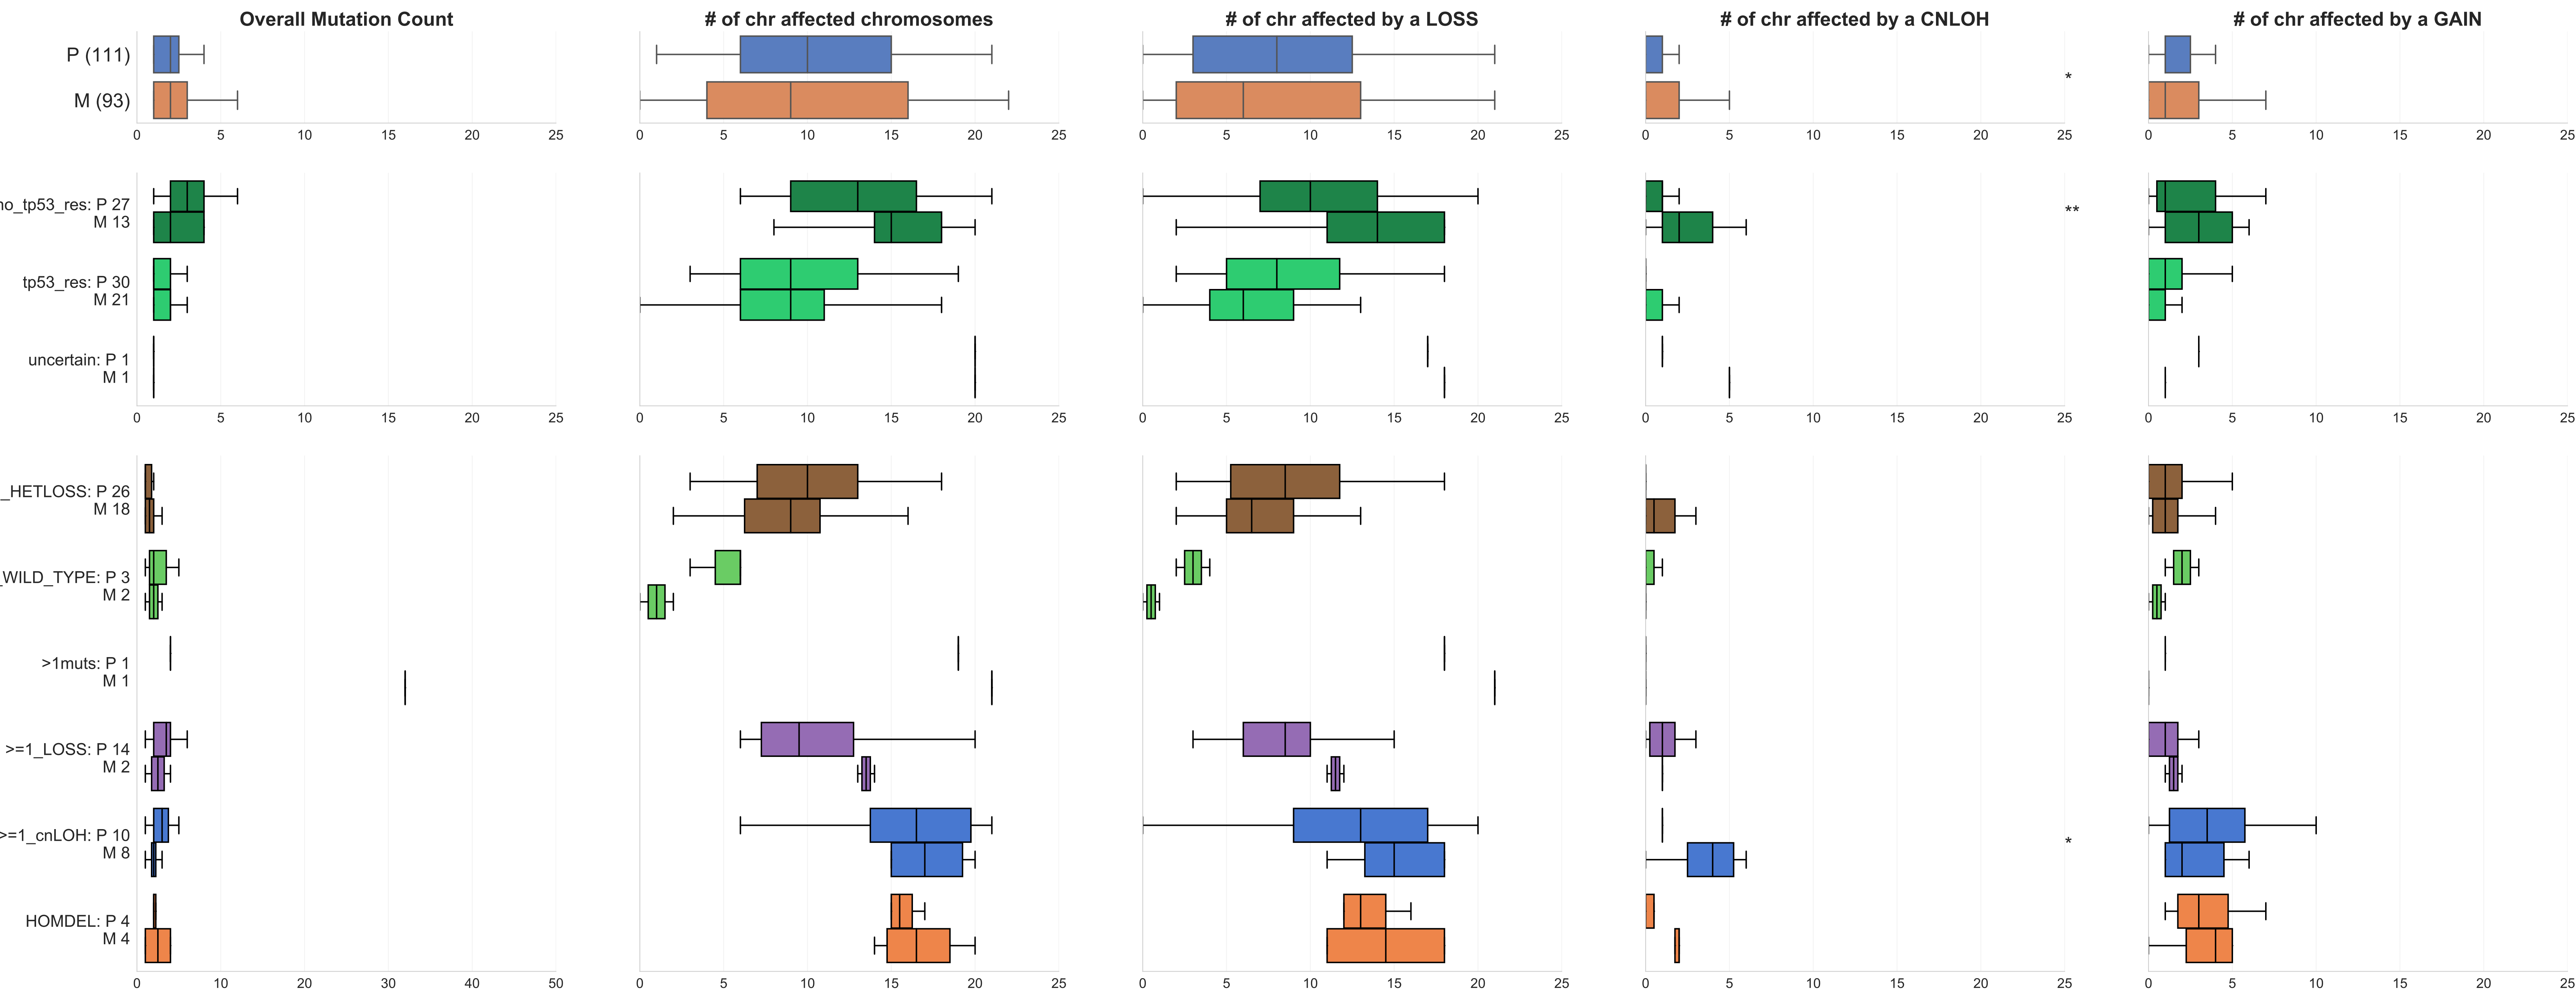 Overall Mutation Count
# of chr affected chromosomes
# of chr affected by a LOSS
# of chr affected by a CNLOH
# of chr affected by a GAIN
P (111)
M (93)
*
0 5 10 15 20 25
0 5 10 15 20 25
0 5 10 15 20 25
0 5 10 15 20 25
0 5 10 15 20 25
no_tp53_res: P 27
M 13
**
tp53_res: P 30
M 21
uncertain: P 1
M 1
0 5 10 15 20 25
0 5 10 15 20 25
0 5 10 15 20 25
0 5 10 15 20 25
0 5 10 15 20 25
_HETLOSS: P 26
M 18
_WILD_TYPE: P 3
M 2
>1muts: P 1
M 1
>=1_LOSS: P 14
M 2
>=1_cnLOH: P 10
M 8
*
HOMDEL: P 4
M 4
0 10 20 30 40 50
0 5 10 15 20 25
0 5 10 15 20 25
0 5 10 15 20 25
0 5 10 15 20 25